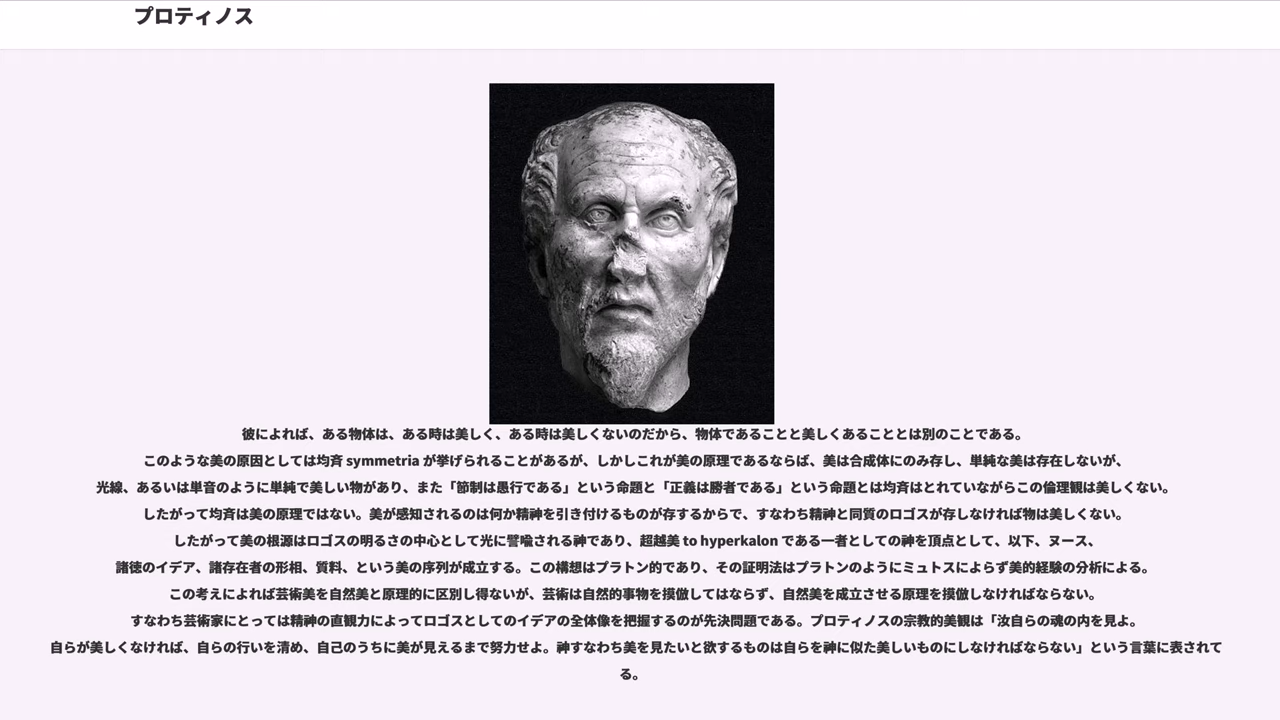 プロティノス
彼によれば、ある物体は、ある時は美しく、ある時は美しくないのだから、物体であることと美しくあることとは別のことである。
このような美の原因としては均斉 symmetria が挙げられることがあるが、しかしこれが美の原理であるならば、美は合成体にのみ存し、単純な美は存在しないが、
光線、あるいは単音のように単純で美しい物があり、また「節制は愚行である」という命題と「正義は勝者である」という命題とは均斉はとれていながらこの倫理観は美しくない。
したがって均斉は美の原理ではない。美が感知されるのは何か精神を引き付けるものが存するからで、すなわち精神と同質のロゴスが存しなければ物は美しくない。
したがって美の根源はロゴスの明るさの中心として光に譬喩される神であり、超越美 to hyperkalon である一者としての神を頂点として、以下、ヌース、
諸徳のイデア、諸存在者の形相、質料、という美の序列が成立する。この構想はプラトン的であり、その証明法はプラトンのようにミュトスによらず美的経験の分析による。
この考えによれば芸術美を自然美と原理的に区別し得ないが、芸術は自然的事物を摸倣してはならず、自然美を成立させる原理を摸倣しなければならない。
すなわち芸術家にとっては精神の直観力によってロゴスとしてのイデアの全体像を把握するのが先決問題である。プロティノスの宗教的美観は「汝自らの魂の内を見よ。
自らが美しくなければ、自らの行いを清め、自己のうちに美が見えるまで努力せよ。神すなわち美を見たいと欲するものは自らを神に似た美しいものにしなければならない」という言葉に表されて
る。